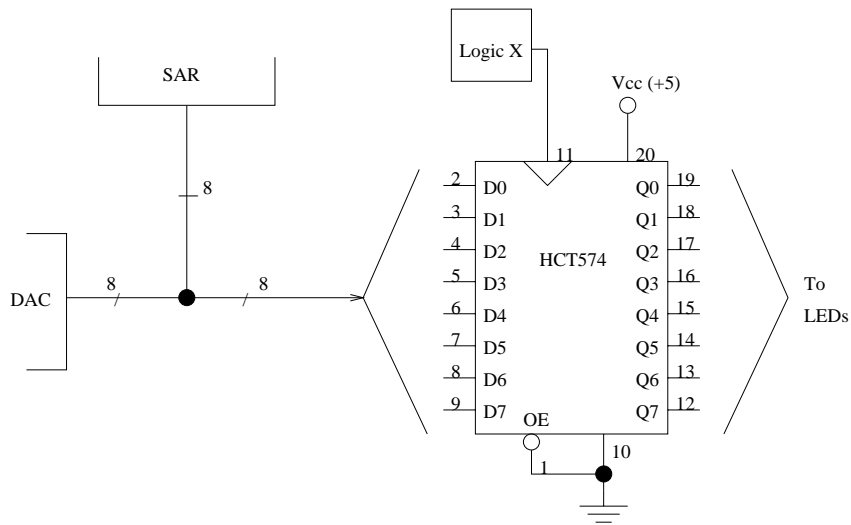 Logic X
SAR
Vcc (+5)
11
20
8
2 D0 Q0 19
3 D1 Q1 18
4 D2 Q2 17
HCT574
5 D3 Q3 16
DAC
8
8
6 D4 Q4 15
To
LEDs
7 D5 Q5 14
8 D6 Q6 13
9 D7 Q7 12
OE
10
1